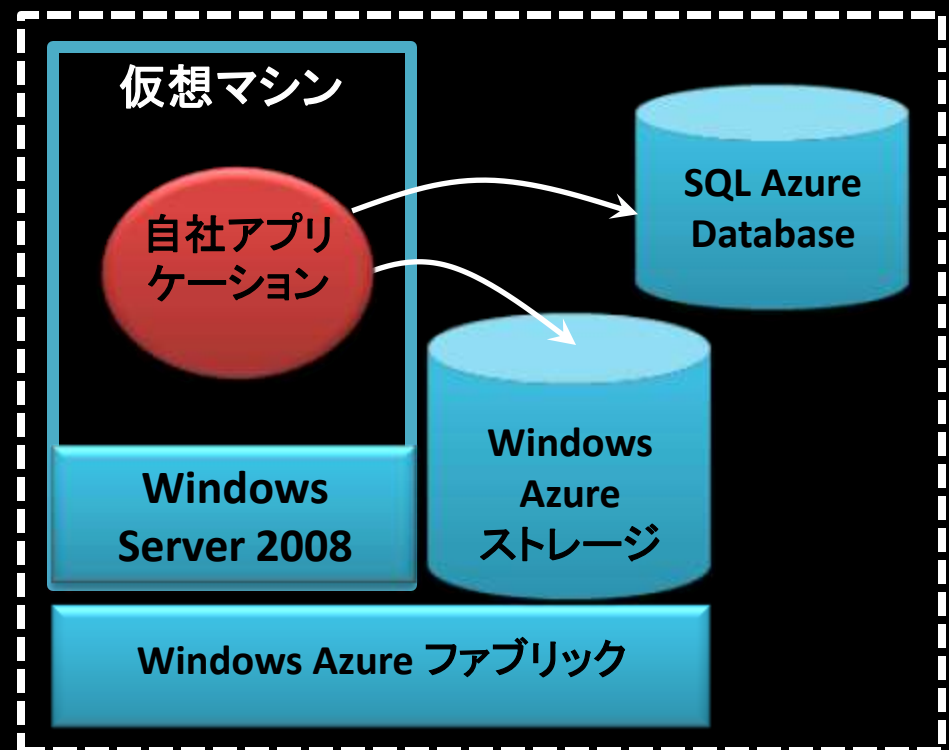 仮想マシン
自社アプリ
ケーション
SQL Azure
Database
Windows
Azure
ストレージ
Windows
Server 2008
Windows Azure ファブリック